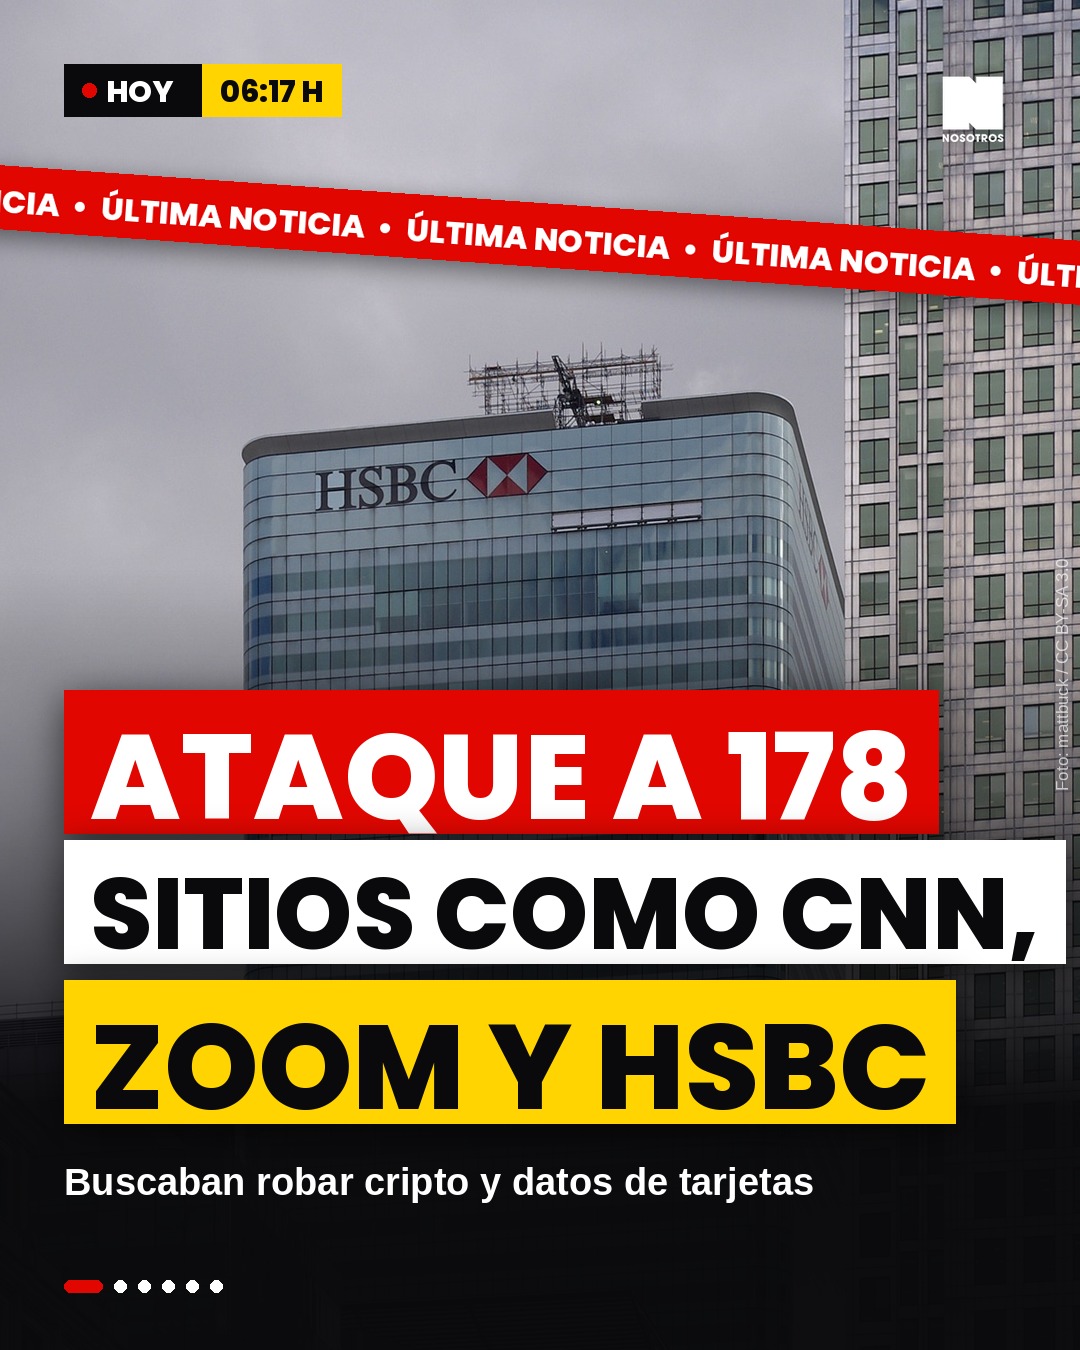 HOY 06:17 H
NOSOTROS
ICIA • ÚLTIMA NOTICIA • ÚLTIMA NOTICIA • ÚLTIMA NOTICIA • ÚLTI
HSBC
Foto: mattbuck / CC BY-SA 3.0
ATAQUE A 178
SITIOS COMO CNN,
ZOOM Y HSBC
Buscaban robar cripto y datos de tarjetas